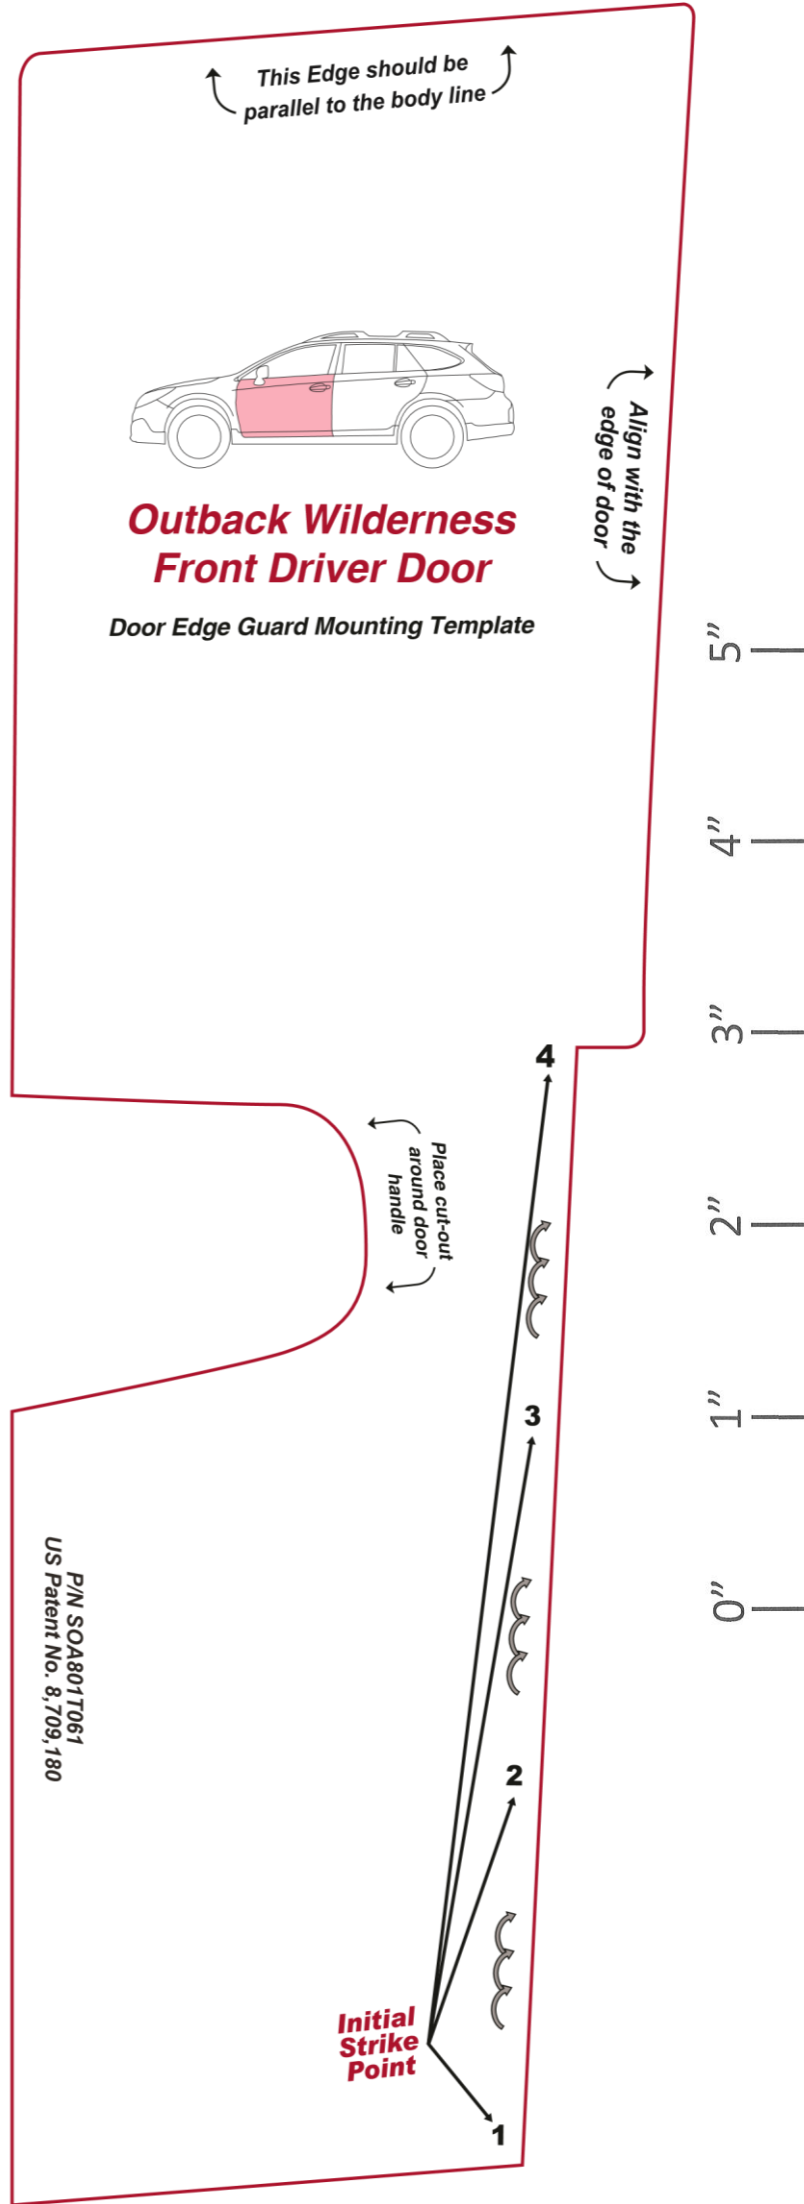 This Edge should be
parallel to the body line
Align with the
edge of door
Outback Wilderness
Front Driver Door
Door Edge Guard Mounting Template
5”
4”
3”
4
Place cut-out
around door
handle
2”
1”
3
0”
P/N SOA801T061
US Patent No. 8,709,180
2
Initial
Strike
Point
1